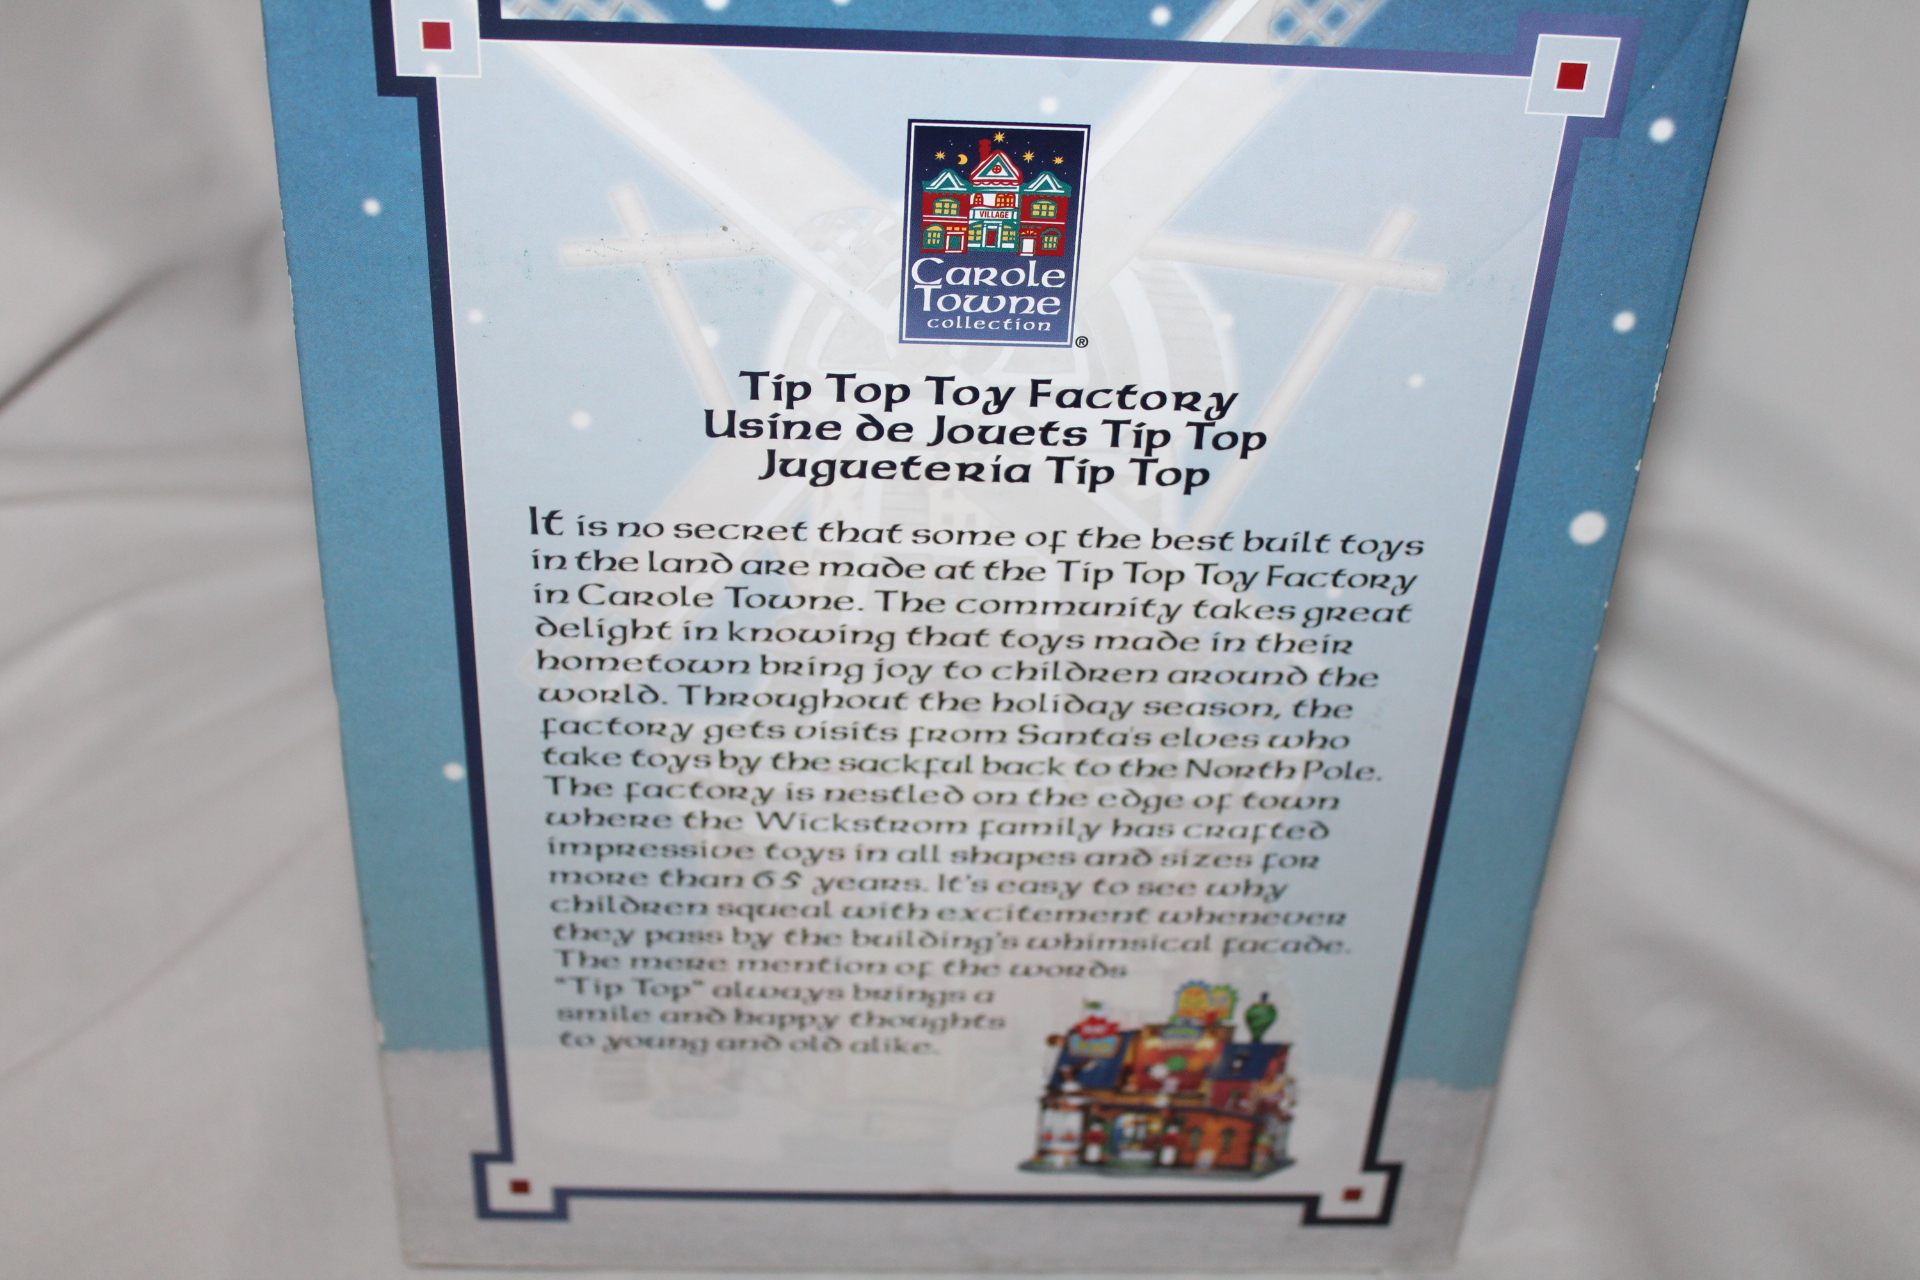 VILLAGE
Carole
Towne
collection
®
Tip Top Toy Factory
Usine de Jouets Tip Top
Juguetería Tip Top
It is no secret that some of the best built toys
in the land are made at the Tip Top Toy Factory
in Carole Towne. The community takes great
delight in knowing that toys made in their
hometown bring joy to children around the
world. Throughout the holiday season, the
factory gets visits from Santa's elves who
take toys by the sackful back to the North Pole.
The factory is nestled on the edge of town
where the Wickstrom family has crafted
impressive toys in all shapes and sizes for
more than 65 years. It's easy to see why
children squeal with excitement whenever
they pass by the building's whimsical facade.
The mere mention of the words
"Tip Top" always brings a
smile and happy thoughts
to young and old alike.